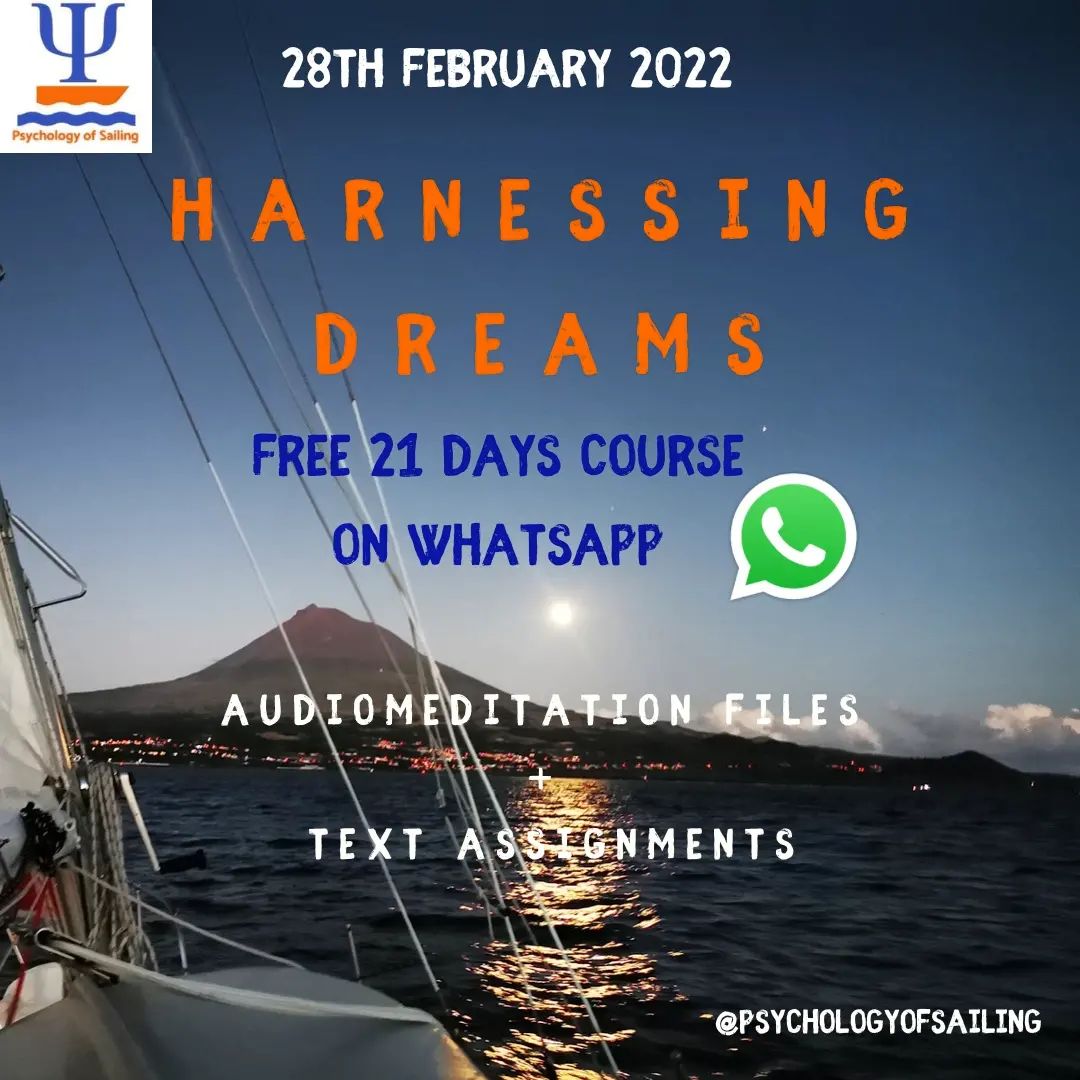 Psychology of Sailing
28TH FEBRUARY 2022
HARNESSING
DREAMS
FREE 21 DAYS COURSE
ON WHATSAPP
AUDIOMEDITATION FILES
+
TEXT ASSIGNMENTS
@PSYCHOLOGYOFSAILING